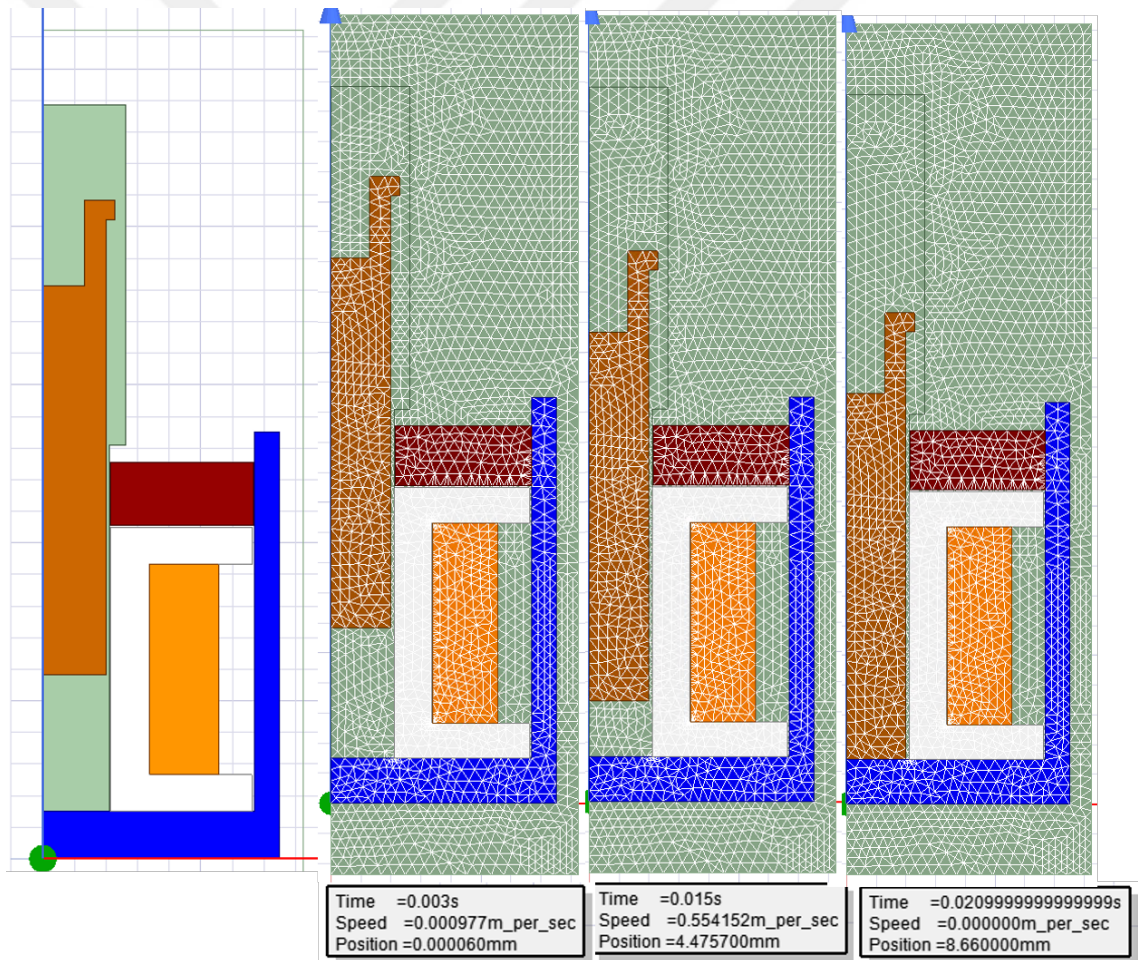 Time =0.003s
Speed =0.000977m_per_sec
Position =0.000060mm
Time =0.015s
Speed =0.554152m_per_sec
Position =4.475700mm
Time =0.0209999999999999s
Speed =0.000000m_per_sec
Position =8.660000mm